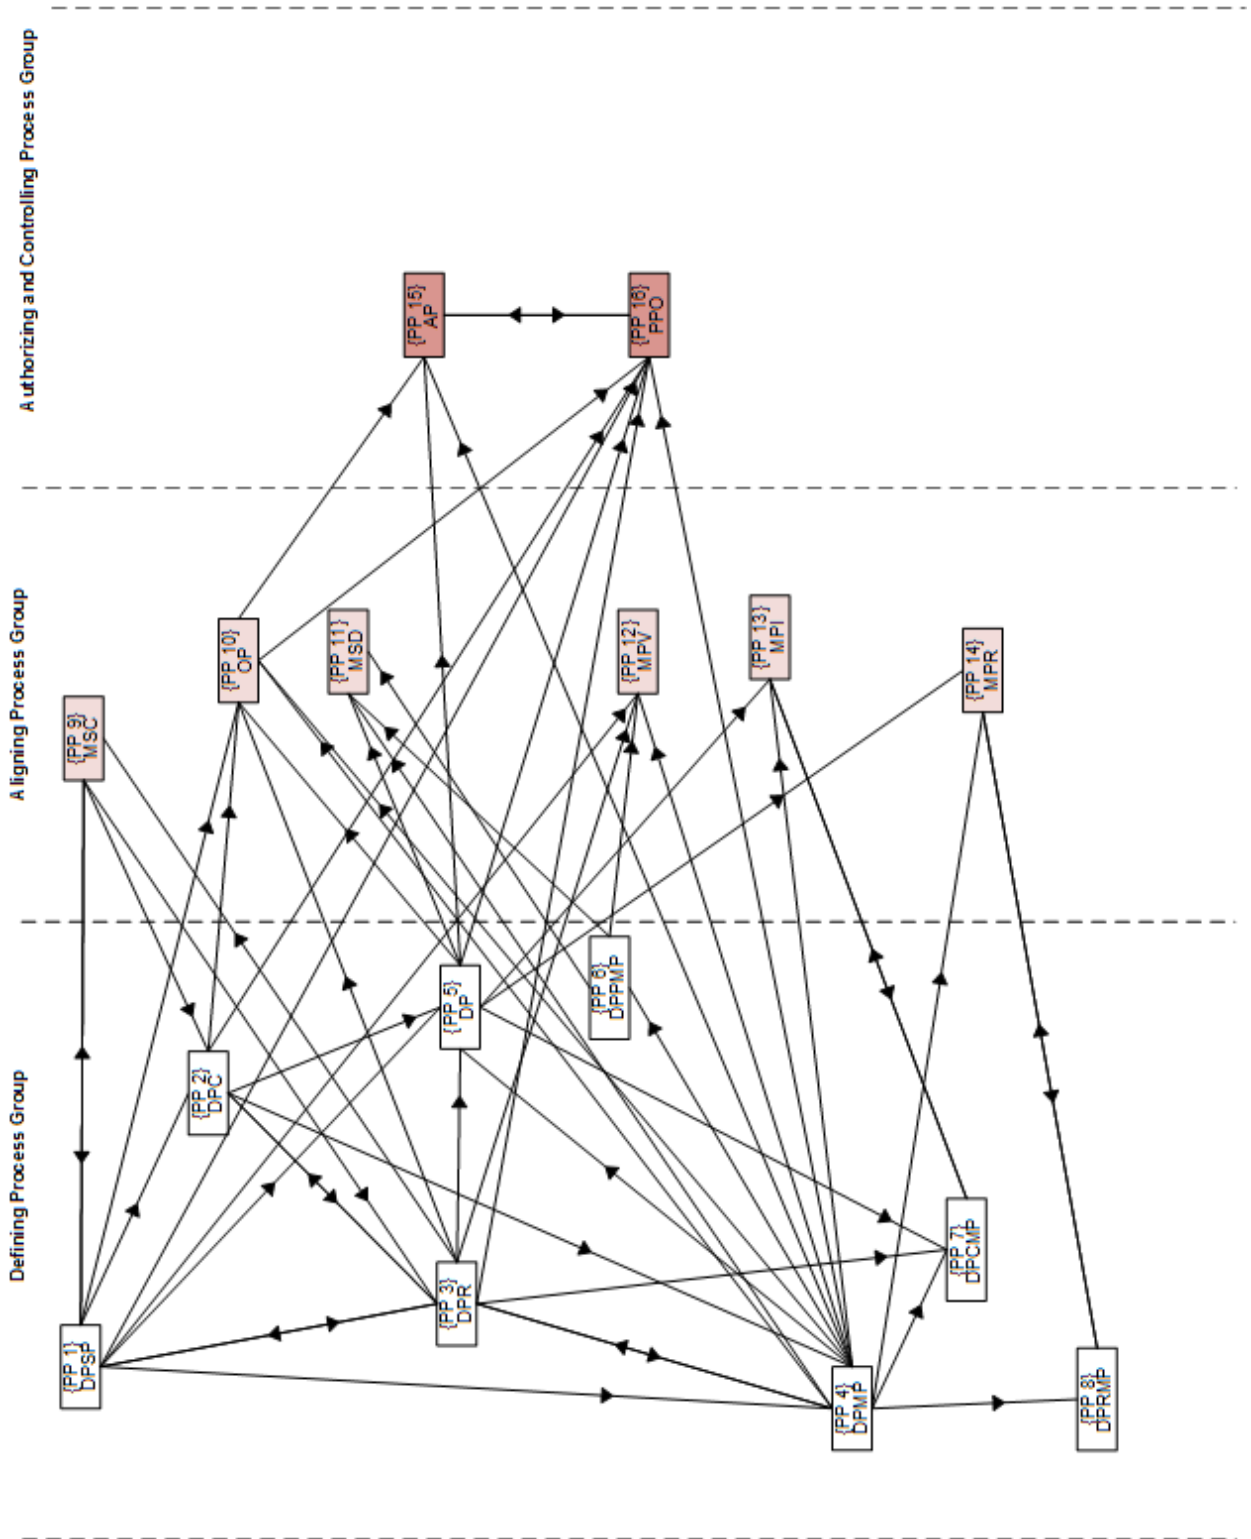 Defining Process Group
Aligning Process Group
Authorizing and Controlling Process Group
{PP 1}
DPSP
{PP 2}
DPC
{PP 3}
DPR
{PP 4}
DPMP
{PP 5}
DP
{PP 6}
DPPMP
{PP 7}
DPCMP
{PP 8}
DPRMP
{PP 9}
MSC
{PP 10}
OP
{PP 11}
MSD
{PP 12}
MPV
{PP 13}
MPI
{PP 14}
MPR
{PP 15}
AP
{PP 16}
PPO